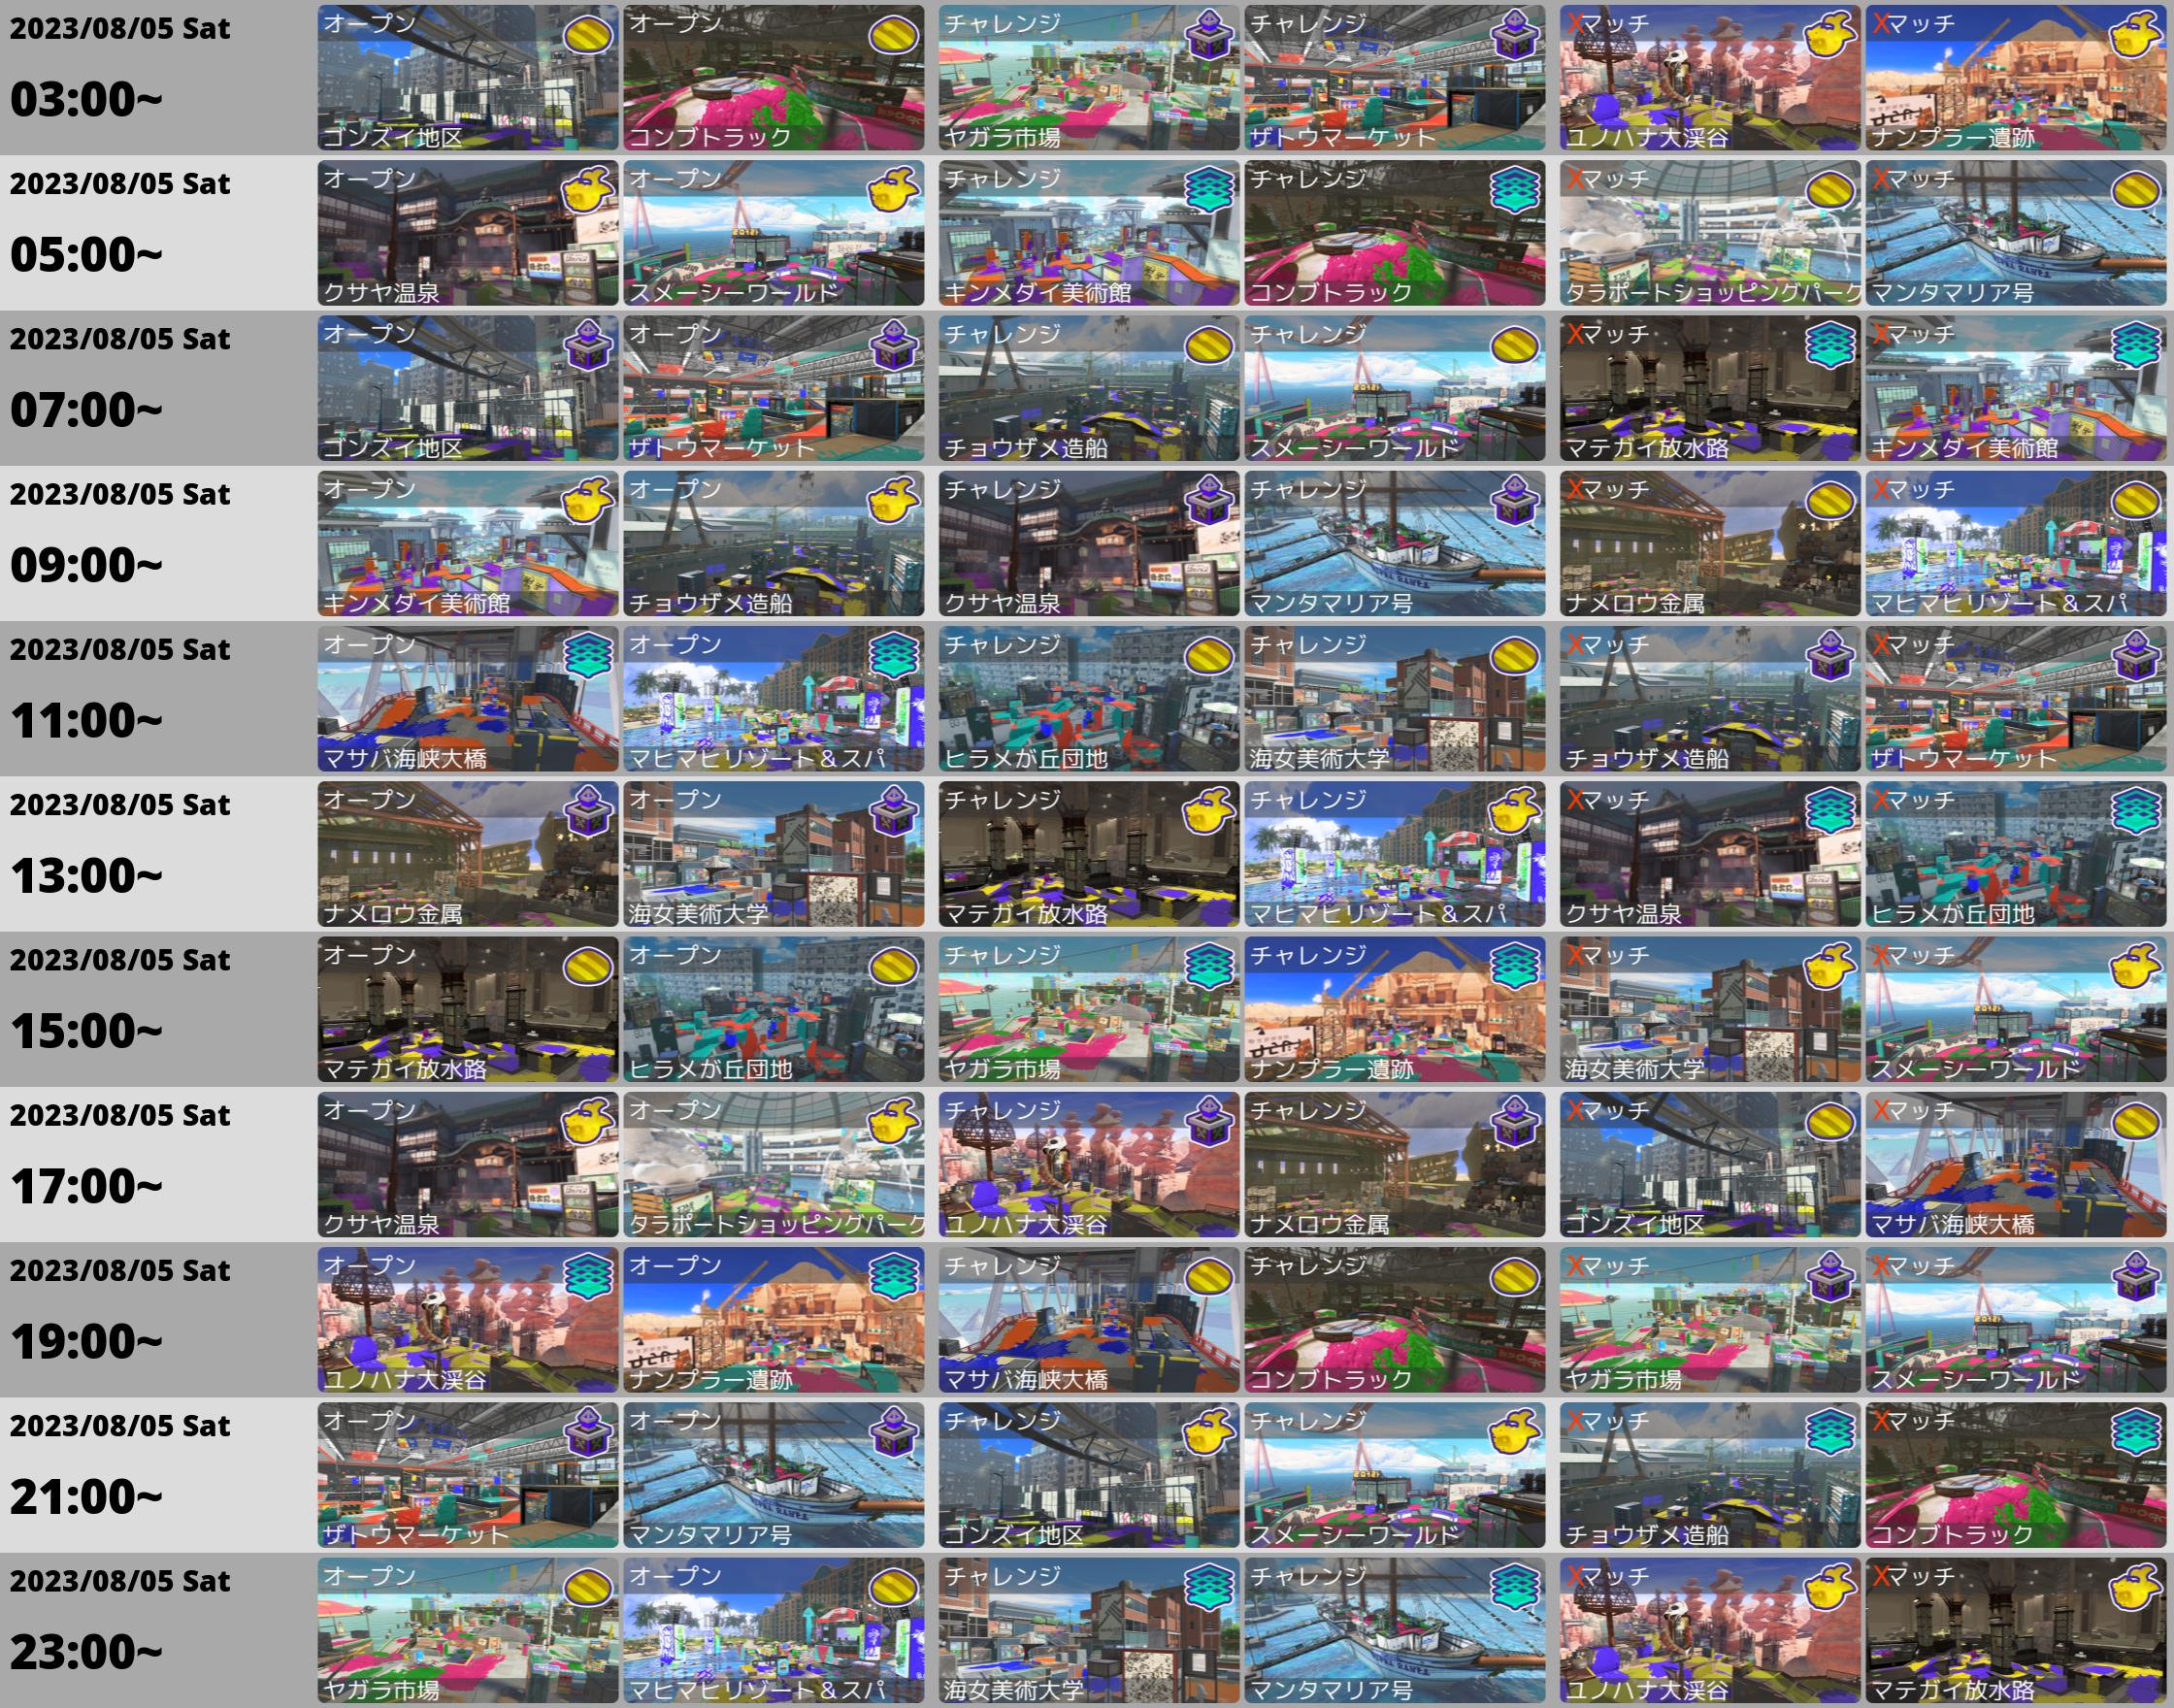 2023/08/05 Sat
03:00~
オープン
ゴンズイ地区
オープン
コンブトラック
チャレンジ
ヤガラ市場
チャレンジ
ザトウマーケット
Xマッチ
ユノハナ大渓谷
Xマッチ
ナンプラー遺跡
2023/08/05 Sat
05:00~
オープン
クサヤ温泉
オープン
スメーシーワールド
チャレンジ
キンメダイ美術館
チャレンジ
コンブトラック
Xマッチ
タラポートショッピングパーク
Xマッチ
マンタマリア号
2023/08/05 Sat
07:00~
オープン
ゴンズイ地区
オープン
ザトウマーケット
チャレンジ
チョウザメ造船
チャレンジ
スメーシーワールド
Xマッチ
マテガイ放水路
Xマッチ
キンメダイ美術館
2023/08/05 Sat
09:00~
オープン
キンメダイ美術館
オープン
チョウザメ造船
チャレンジ
クサヤ温泉
チャレンジ
マンタマリア号
Xマッチ
ナメロウ金属
Xマッチ
マヒマヒリゾート&スパ
2023/08/05 Sat
11:00~
オープン
マサバ海峡大橋
オープン
マヒマヒリゾート&スパ
チャレンジ
ヒラメが丘団地
チャレンジ
海女美術大学
Xマッチ
チョウザメ造船
Xマッチ
ザトウマーケット
2023/08/05 Sat
13:00~
オープン
ナメロウ金属
オープン
海女美術大学
チャレンジ
マテガイ放水路
チャレンジ
マヒマヒリゾート&スパ
Xマッチ
クサヤ温泉
Xマッチ
ヒラメが丘団地
2023/08/05 Sat
15:00~
オープン
マテガイ放水路
オープン
ヒラメが丘団地
チャレンジ
ヤガラ市場
チャレンジ
ナンプラー遺跡
Xマッチ
海女美術大学
Xマッチ
スメーシーワールド
2023/08/05 Sat
17:00~
オープン
クサヤ温泉
オープン
タラポートショッピングパーク
チャレンジ
ユノハナ大渓谷
チャレンジ
ナメロウ金属
Xマッチ
ゴンズイ地区
Xマッチ
マサバ海峡大橋
2023/08/05 Sat
19:00~
オープン
ユノハナ大渓谷
オープン
ナンプラー遺跡
チャレンジ
マサバ海峡大橋
チャレンジ
コンブトラック
Xマッチ
ヤガラ市場
Xマッチ
スメーシーワールド
2023/08/05 Sat
21:00~
オープン
ザトウマーケット
オープン
マンタマリア号
チャレンジ
ゴンズイ地区
チャレンジ
スメーシーワールド
Xマッチ
チョウザメ造船
Xマッチ
コンブトラック
2023/08/05 Sat
23:00~
オープン
ヤガラ市場
オープン
マヒマヒリゾート&スパ
チャレンジ
海女美術大学
チャレンジ
マンタマリア号
Xマッチ
ユノハナ大渓谷
Xマッチ
マテガイ放水路